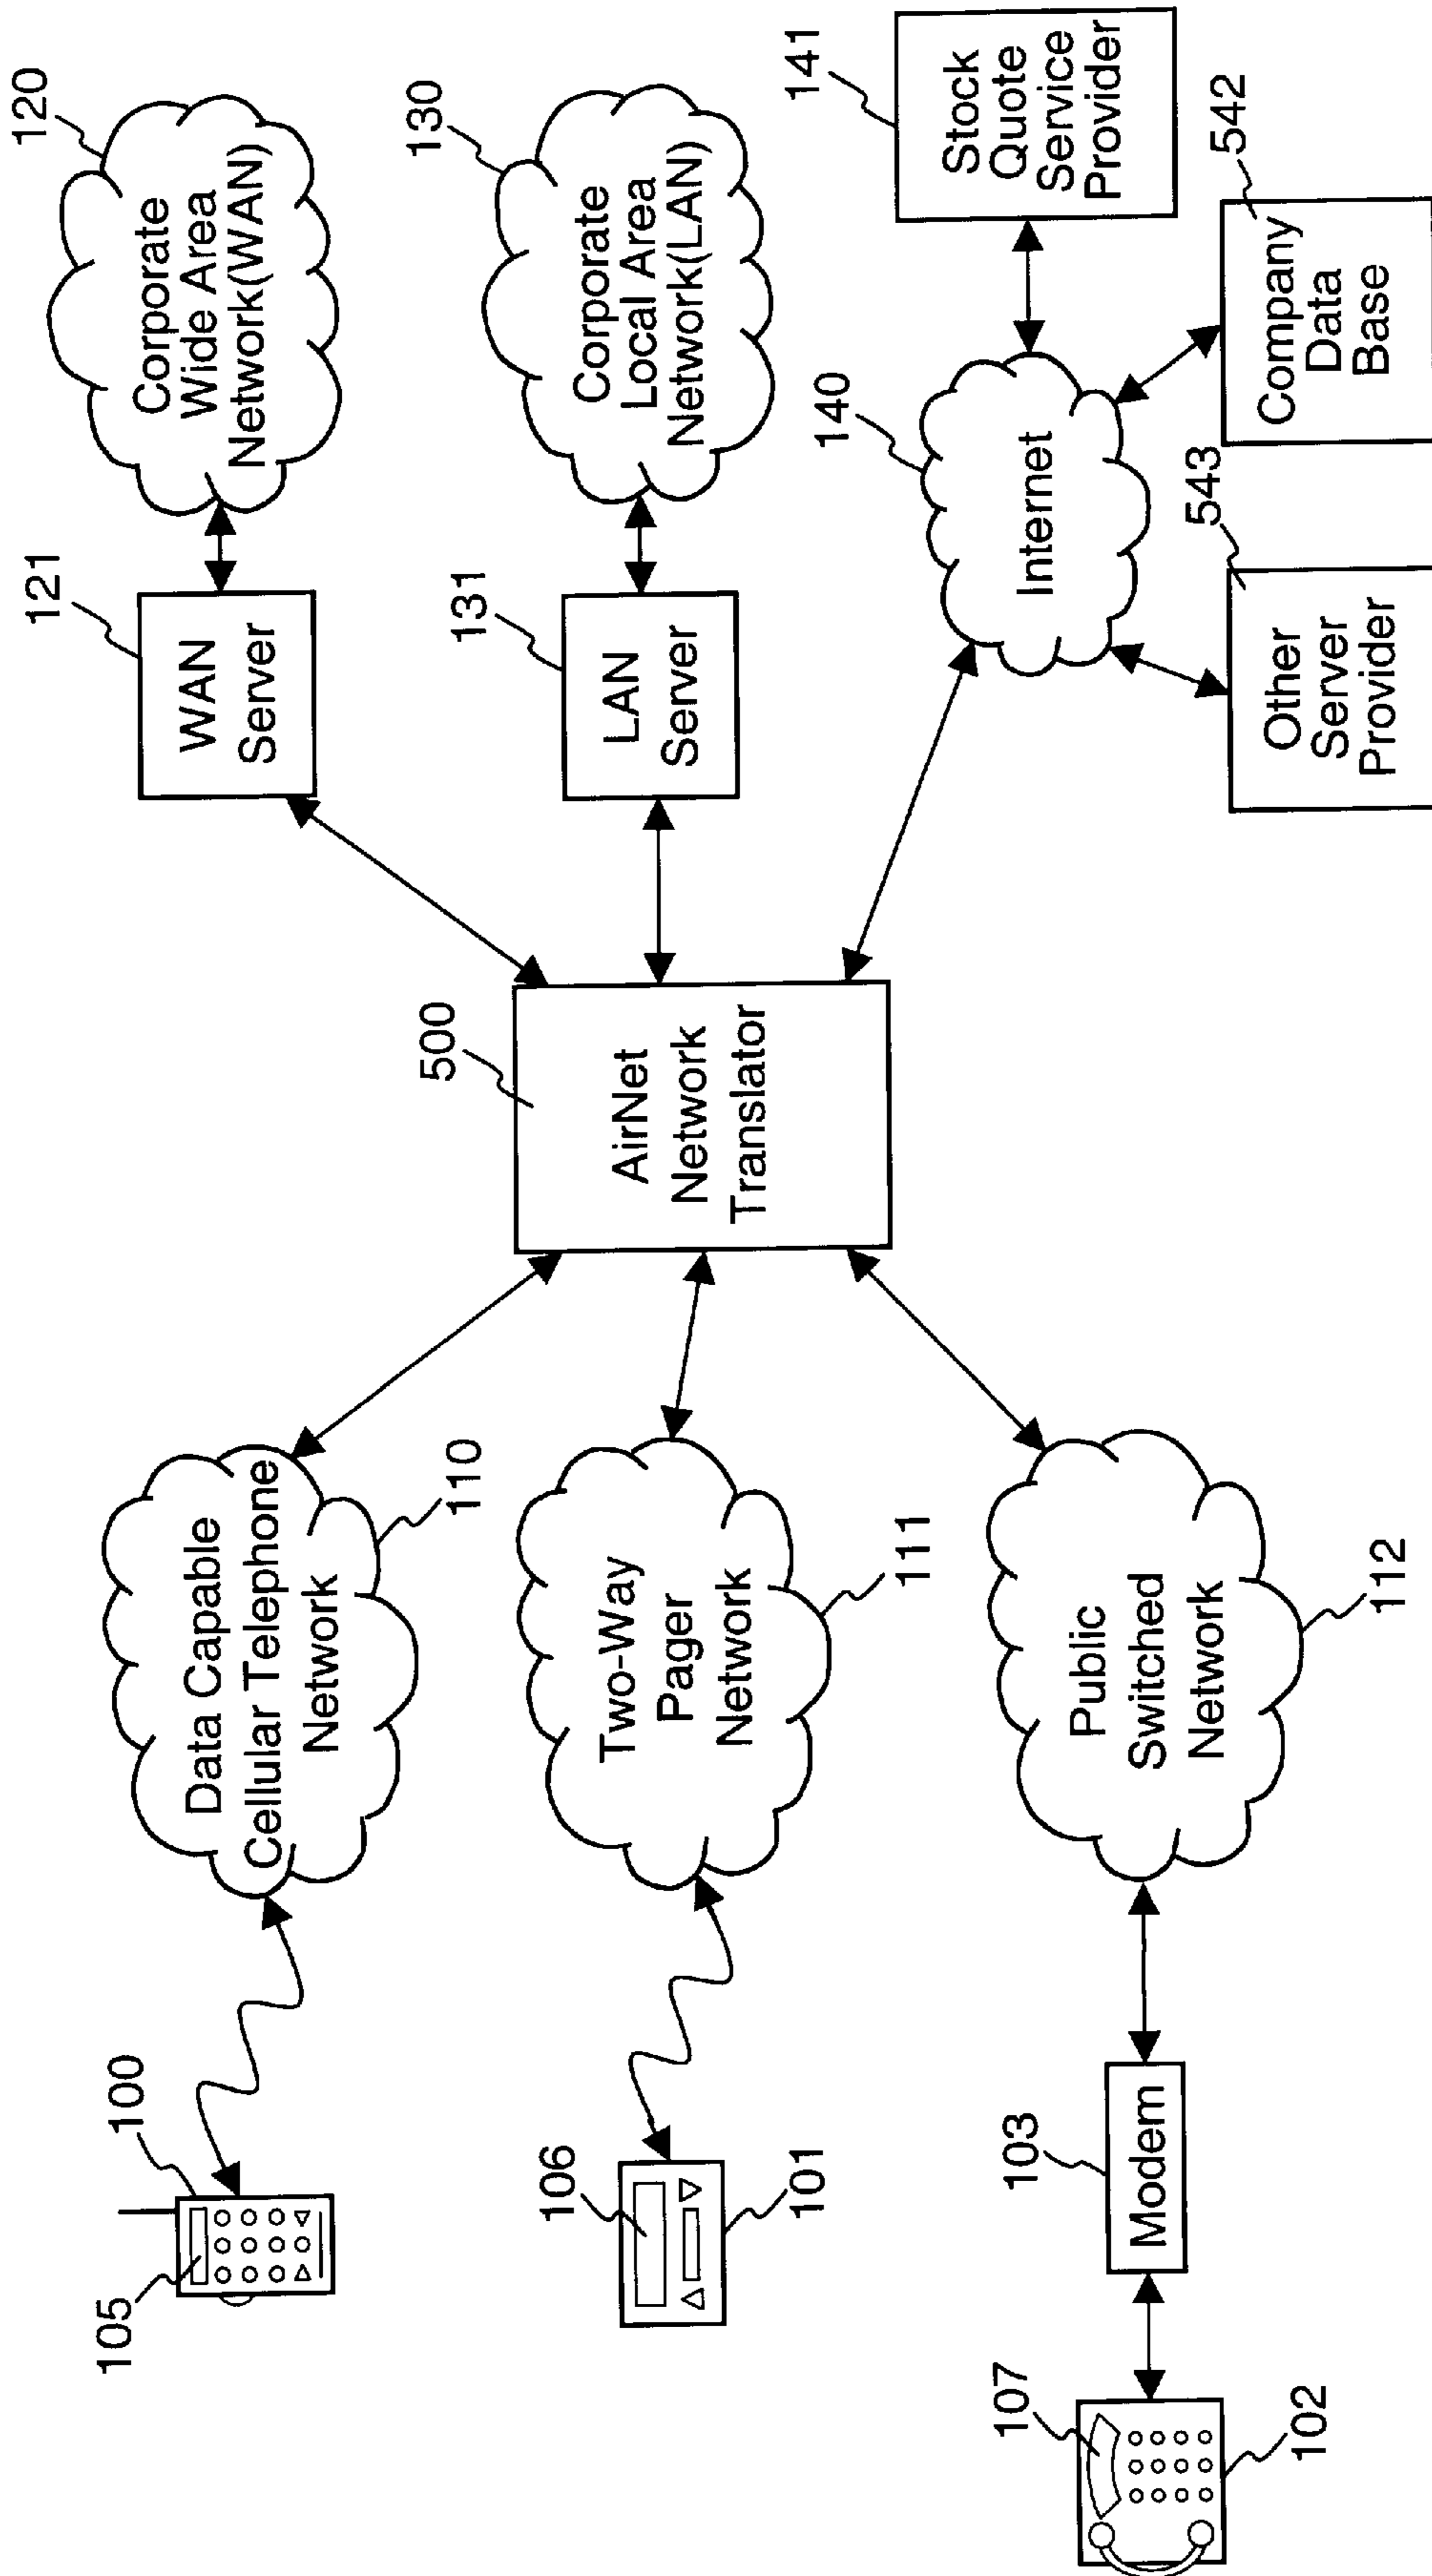 100
105
Data Capable
Cellular Telephone
Network
110
106
101
Two-Way
Pager
Network
111
107
102
103
Modem
Public
Switched
Network
112
500
AirNet
Network
Translator
121
WAN
Server
120
Corporate
Wide Area
Network(WAN)
131
LAN
Server
130
Corporate
Local Area
Network(LAN)
140
Internet
141
Stock
Quote
Service
Provider
543
Other
Server
Provider
542
Company
Data
Base